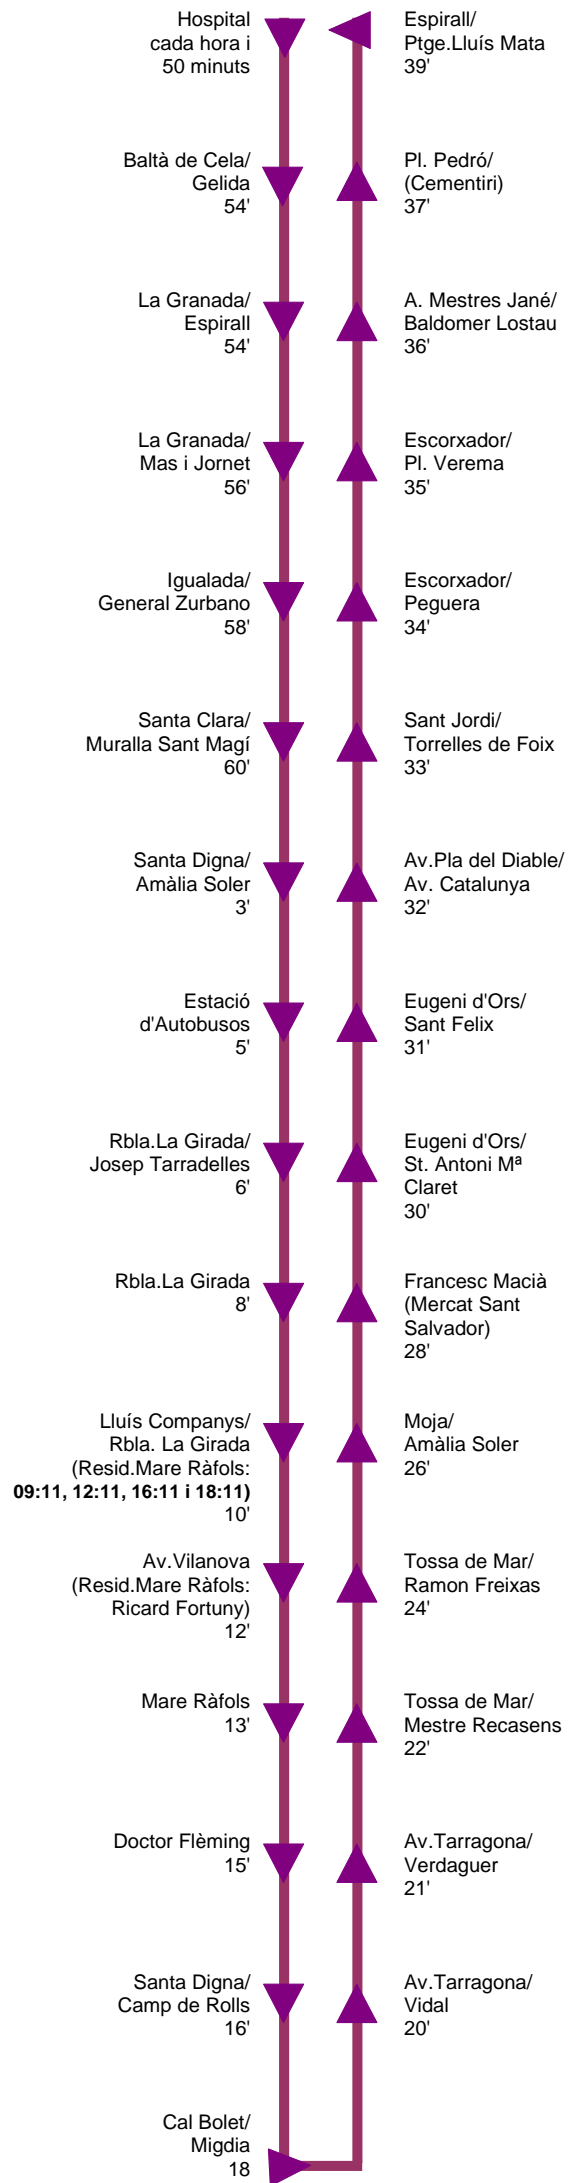 Hospital
cada hora i
50 minuts
Baltà de Cela/
Gelida
54'
La Granada/
Espirall
54'
La Granada/
Mas i Jornet
56'
Igualada/
General Zurbano
58'
Santa Clara/
Muralla Sant Magí
60'
Santa Digna/
Amàlia Soler
3'
Estació
d'Autobusos
5'
Rbla.La Girada/
Josep Tarradelles
6'
Rbla.La Girada
8'
Lluís Companys/
Rbla. La Girada
(Resid.Mare Ràfols:
09:11, 12:11, 16:11 i 18:11)
10'
Av.Vilanova
(Resid.Mare Ràfols:
Ricard Fortuny)
12'
Mare Ràfols
13'
Doctor Flèming
15'
Santa Digna/
Camp de Rolls
16'
Cal Bolet/
Migdia
18
Espirall/
Ptge.Lluís Mata
39'
Pl. Pedró/
(Cementiri)
37'
A. Mestres Jané/
Baldomer Lostau
36'
Escorxador/
Pl. Verema
35'
Escorxador/
Peguera
34'
Sant Jordi/
Torrelles de Foix
33'
Av.Pla del Diable/
Av. Catalunya
32'
Eugeni d'Ors/
Sant Felix
31'
Eugeni d'Ors/
St. Antoni Mª
Claret
30'
Francesc Macià
(Mercat Sant
Salvador)
28'
Moja/
Amàlia Soler
26'
Tossa de Mar/
Ramon Freixas
24'
Tossa de Mar/
Mestre Recasens
22'
Av.Tarragona/
Verdaguer
21'
Av.Tarragona/
Vidal
20'